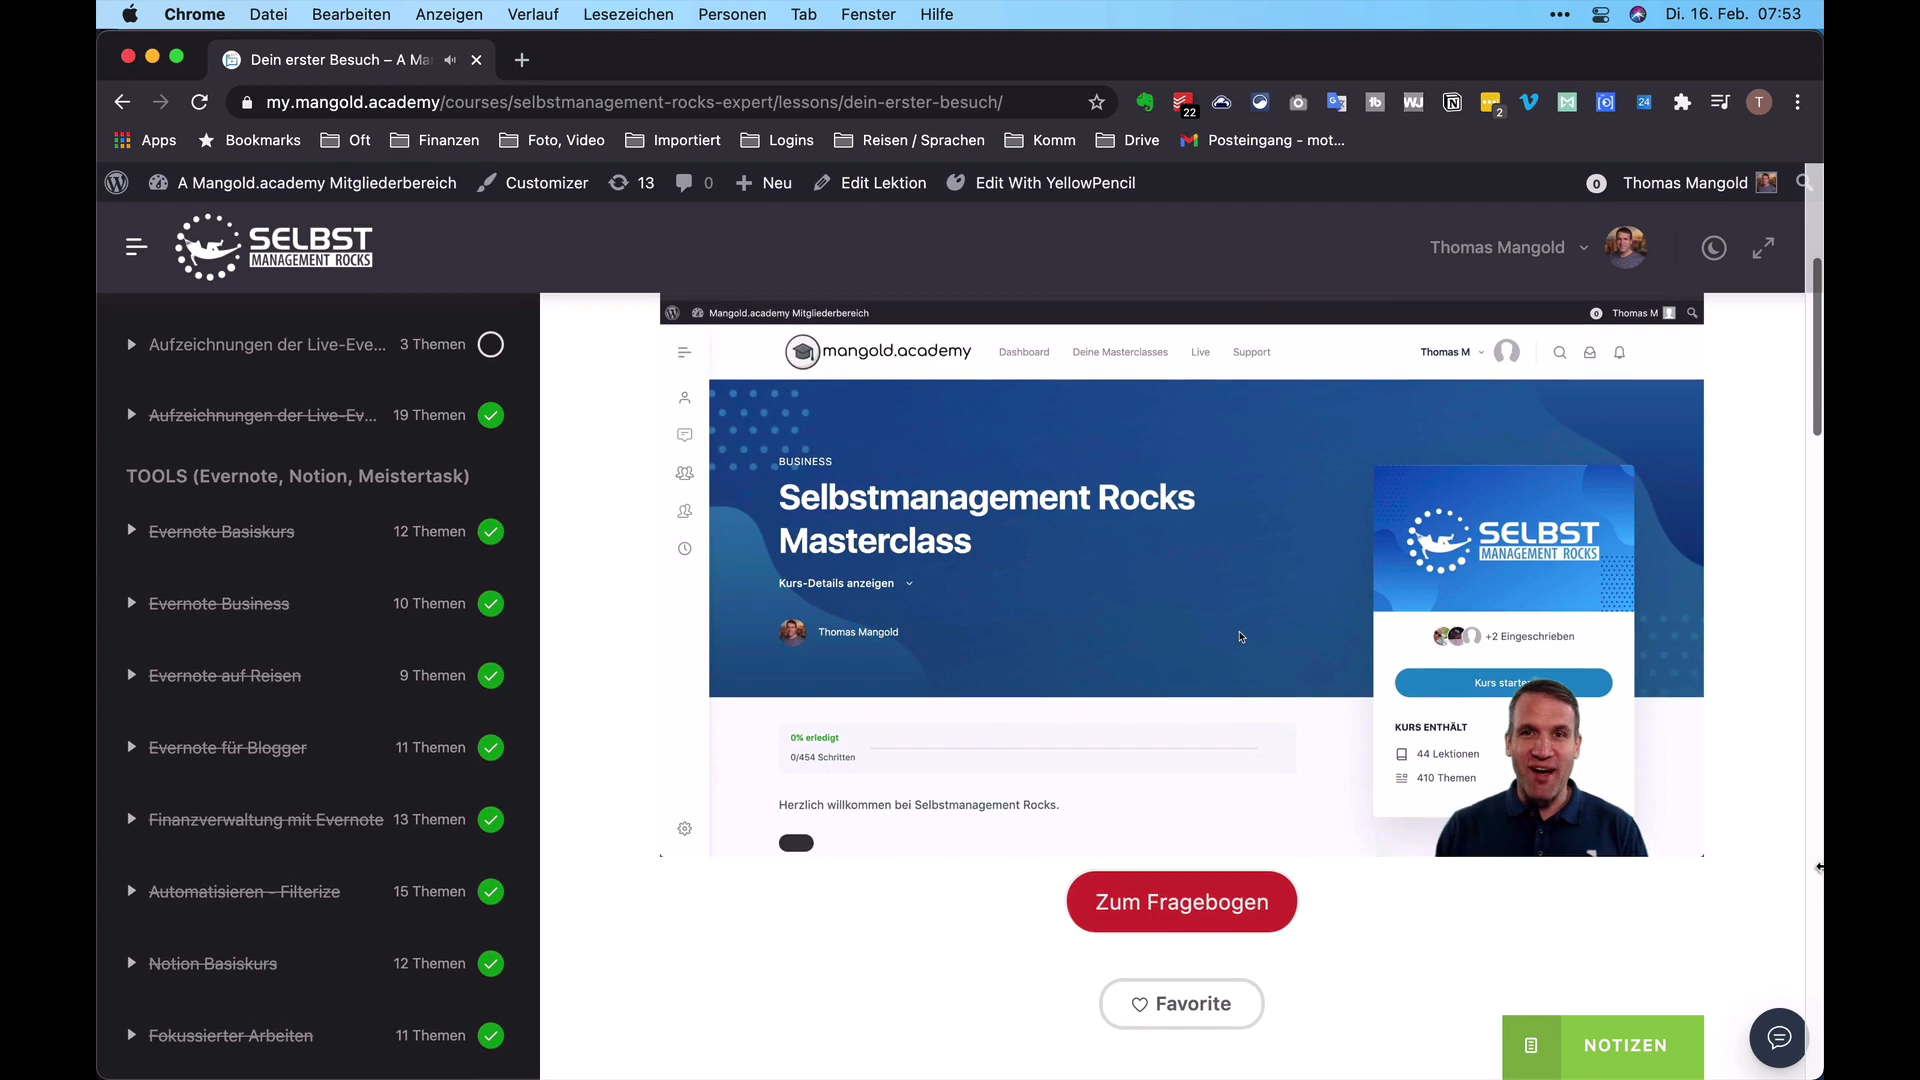 Chrome Datei Bearbeiten Anzeigen Verlauf Lesezeichen Personen Tab Fenster Hilfe Di. 16. Feb. 07:53
Dein erster Besuch – A Ma
my.mangold.academy/courses/selbstmanagement-rocks-expert/lessons/dein-erster-besuch/ 22 2 24 T
Apps Bookmarks Oft Finanzen Foto, Video Importiert Logins Reisen / Sprachen Komm Drive Posteingang - mot...
A Mangold.academy Mitgliederbereich Customizer 13 0 Neu Edit Lektion Edit With YellowPencil 0 Thomas Mangold
SELBST
MANAGEMENT ROCKS
Thomas Mangold
Aufzeichnungen der Live-Eve... 3 Themen
Aufzeichnungen der Live-Ev... 19 Themen
TOOLS (Evernote, Notion, Meistertask)
Evernote Basiskurs 12 Themen
Evernote Business 10 Themen
Evernote auf Reisen 9 Themen
Evernote für Blogger 11 Themen
Finanzverwaltung mit Evernote 13 Themen
Automatisieren - Filterize 15 Themen
Notion Basiskurs 12 Themen
Fokussierter Arbeiten 11 Themen
Mangold.academy Mitgliederbereich 0 Thomas M
mangold.academy Dashboard Deine Masterclasses Live Support Thomas M
BUSINESS
Selbstmanagement Rocks
Masterclass
Kurs-Details anzeigen
Thomas Mangold
SELBST
MANAGEMENT ROCKS
+2 Eingeschrieben
Kurs starte
KURS ENTHÄLT
44 Lektionen
410 Themen
0% erledigt
0/454 Schritten
Herzlich willkommen bei Selbstmanagement Rocks.
Zum Fragebogen
Favorite
NOTIZEN